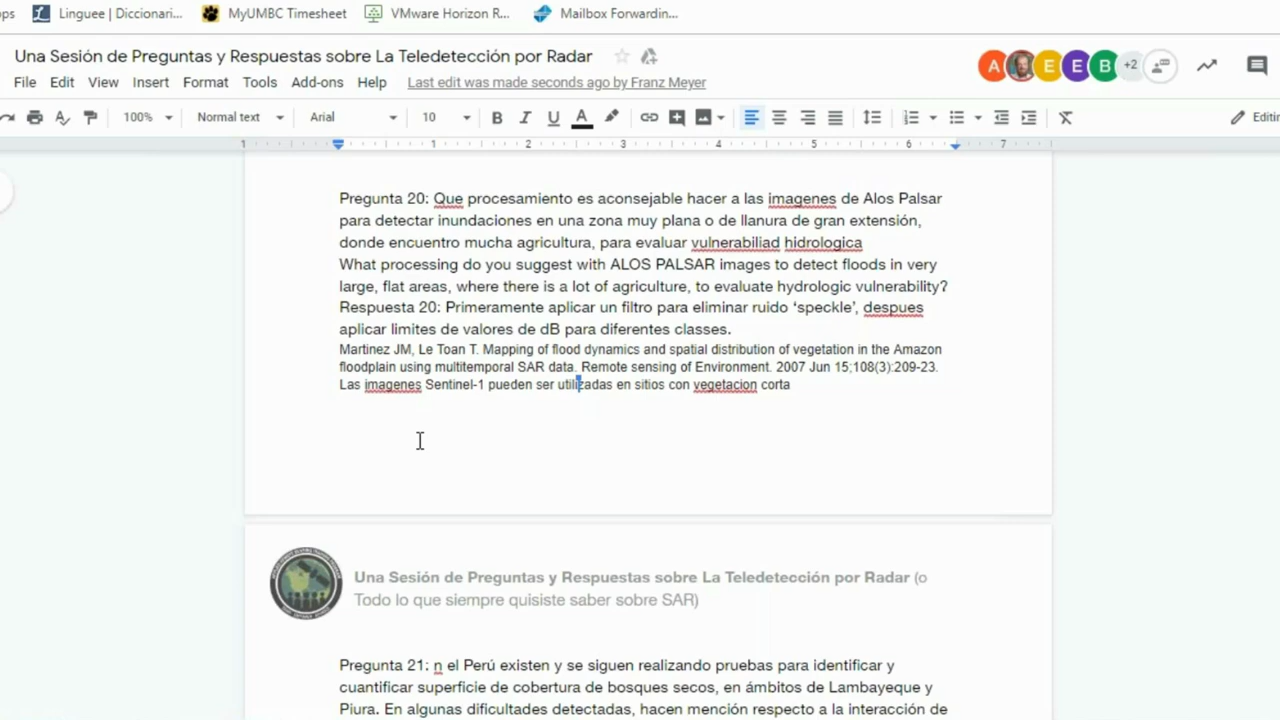 ps Linguee | Diccionari... MyUMBC Timesheet VMware Horizon R... Mailbox Forwardin...
Una Sesión de Preguntas y Respuestas sobre La Teledetección por Radar
A E E B +2
File Edit View Insert Format Tools Add-ons Help Last edit was made seconds ago by Franz Meyer
100% Normal text Arial 10 B I U A Editin
1 1 2 3 4 5 6 7
Pregunta 20: Que procesamiento es aconsejable hacer a las imagenes de Alos Palsar
para detectar inundaciones en una zona muy plana o de llanura de gran extensión,
donde encuentro mucha agricultura, para evaluar vulnerabiliad hidrologica
What processing do you suggest with ALOS PALSAR images to detect floods in very
large, flat areas, where there is a lot of agriculture, to evaluate hydrologic vulnerability?
Respuesta 20: Primeramente aplicar un filtro para eliminar ruido ‘speckle’, despues
aplicar limites de valores de dB para diferentes classes.
Martinez JM, Le Toan T. Mapping of flood dynamics and spatial distribution of vegetation in the Amazon
floodplain using multitemporal SAR data. Remote sensing of Environment. 2007 Jun 15;108(3):209-23.
Las imagenes Sentinel-1 pueden ser utilizadas en sitios con vegetacion corta
Una Sesión de Preguntas y Respuestas sobre La Teledetección por Radar (o
Todo lo que siempre quisiste saber sobre SAR)
Pregunta 21: n el Perú existen y se siguen realizando pruebas para identificar y
cuantificar superficie de cobertura de bosques secos, en ámbitos de Lambayeque y
Piura. En algunas dificultades detectadas, hacen mención respecto a la interacción de